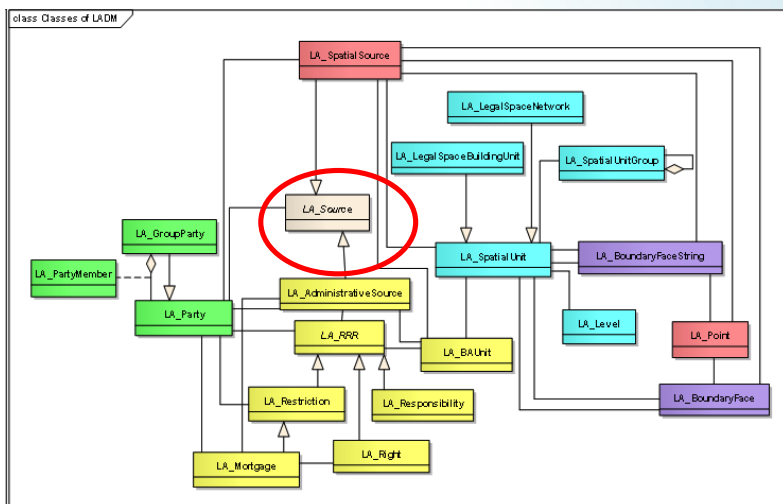 class Classes of LADM
LA_SpatialSource
LA_LegalSpaceNetwork
LA_LegalSpaceBuildingUnit
LA_SpatialUnitGroup
LA_Source
LA_GroupParty
LA_SpatialUnit
LA_BoundaryFaceString
LA_PartyMember
LA_AdministrativeSource
LA_Party
LA_RRR
LA_Level
LA_Point
LA_BAUnit
LA_Restriction
LA_Responsibility
LA_BoundaryFace
LA_Mortgage
LA_Right